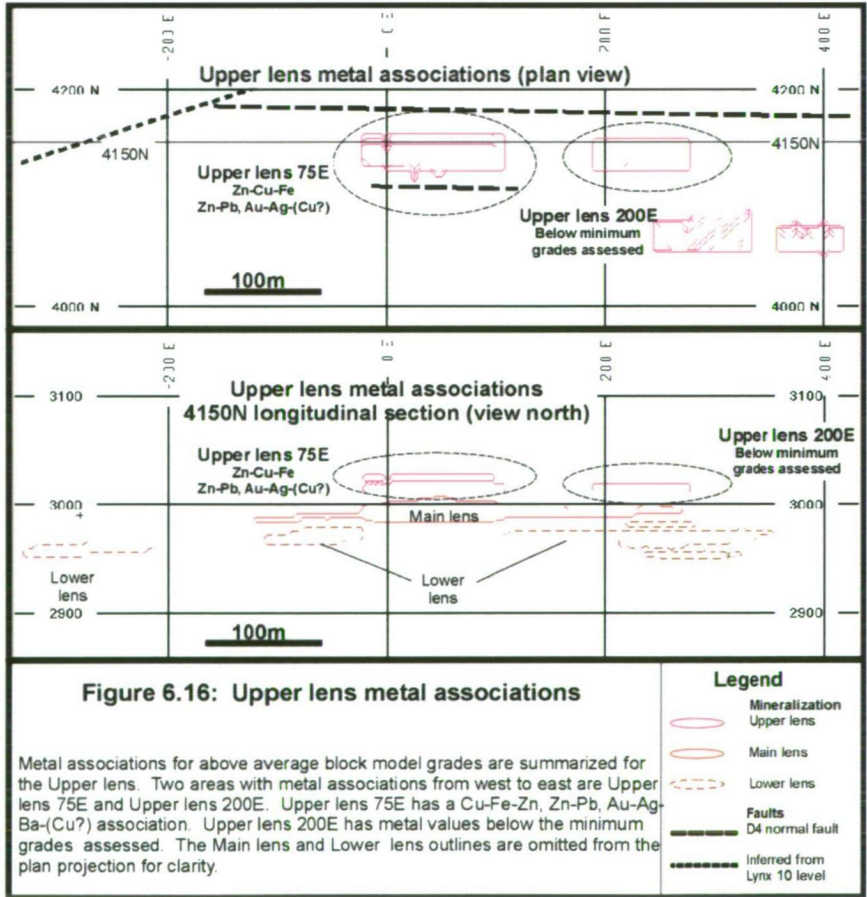 -200 E
0 E
200 E
400 E
Upper lens metal associations (plan view)
4200 N
4200 N
4150N
4150N
Upper lens 75E
Zn-Cu-Fe
Zn-Pb, Au-Ag-(Cu?)
Upper lens 200E
Below minimum
grades assessed
100m
4000 N
4000 N
-200 E
0 E
200 E
400 E
3100
3100
Upper lens metal associations
4150N longitudinal section (view north)
Upper lens 75E
Zn-Cu-Fe
Zn-Pb, Au-Ag-(Cu?)
Upper lens 200E
Below minimum
grades assessed
3000
3000
+
Main lens
Lower
lens
Lower
lens
2900
2900
100m
Figure 6.16: Upper lens metal associations
Metal associations for above average block model grades are summarized for
the Upper lens. Two areas with metal associations from west to east are Upper
lens 75E and Upper lens 200E. Upper lens 75E has a Cu-Fe-Zn, Zn-Pb, Au-Ag-
Ba-(Cu?) association. Upper lens 200E has metal values below the minimum
grades assessed. The Main lens and Lower lens outlines are omitted from the
plan projection for clarity.
Legend
Mineralization
Upper lens
Main lens
Lower lens
Faults
D4 normal fault
Inferred from
Lynx 10 level